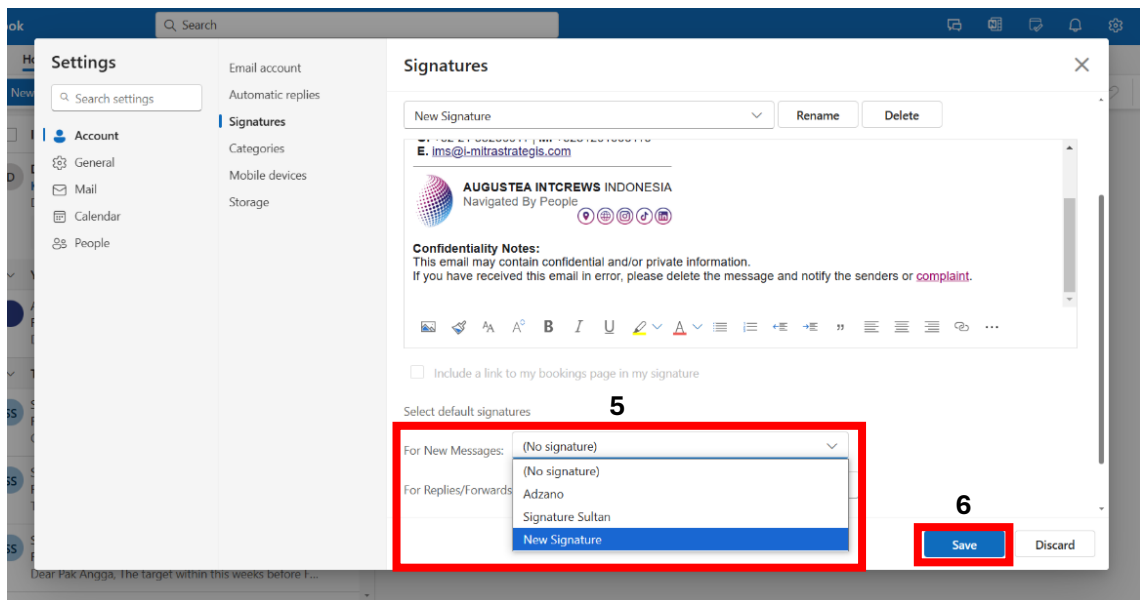 ok
Search
Settings
Search settings
Account
General
Mail
Calendar
People
Email account
Automatic replies
Signatures
Categories
Mobile devices
Storage
Signatures
New Signature
Rename
Delete
E. ims@i-mitrastrategis.com
AUGUSTEA INTCREWS INDONESIA
Navigated By People
Confidentiality Notes:
This email may contain confidential and/or private information.
If you have received this email in error, please delete the message and notify the senders or complaint.
Include a link to my bookings page in my signature
Select default signatures
5
For New Messages: (No signature)
(No signature)
For Replies/Forwards
Adzano
Signature Sultan
New Signature
6
Save
Discard
New
SS
SS
SS
Dear Pak Angga, The target within this weeks before F...